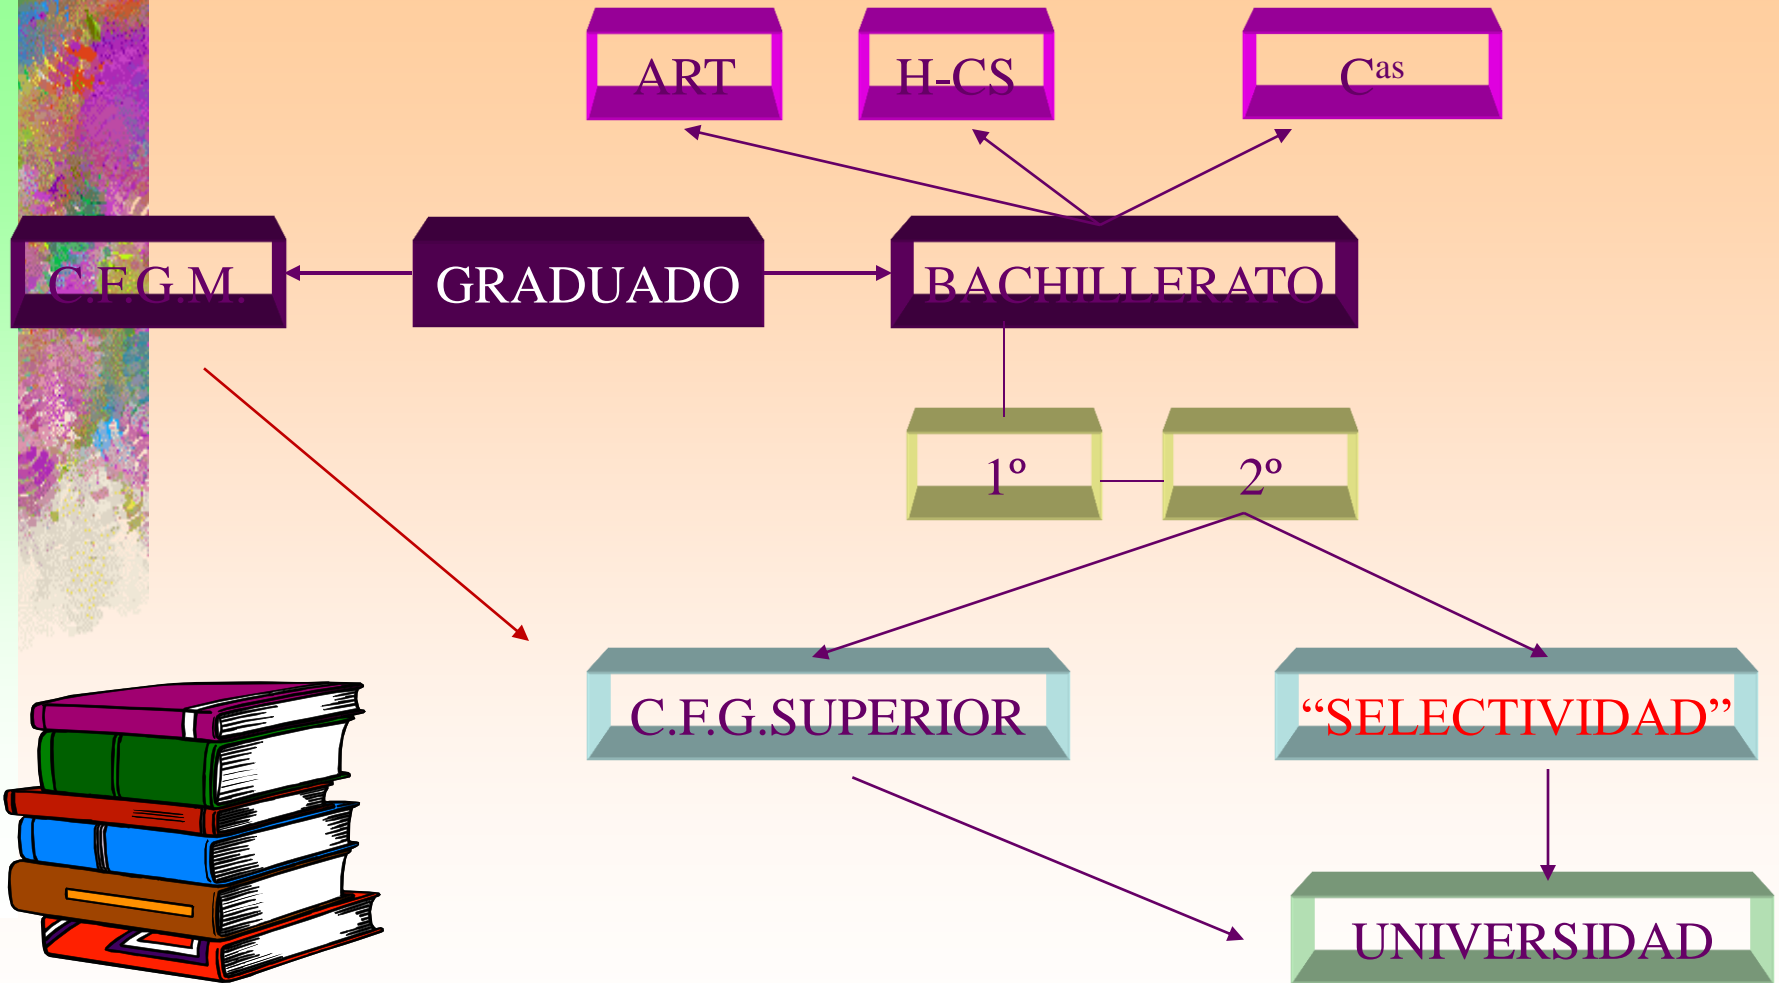 ART
H-CS
Cas
C.F.G.M.
GRADUADO
BACHILLERATO
1º
2º
C.F.G.SUPERIOR
“SELECTIVIDAD”
UNIVERSIDAD